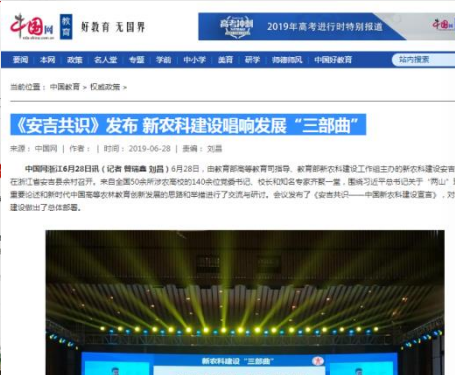 中国网 教育 好教育 无国界
高考冲刺 2019年高考进行时特别报道 中国
要闻 本网 政策 名人堂 专题 学前 中小学 美育 研学 师德师风 中国好教育 站内搜索
当前位置： 中国教育 > 权威政策 >
《安吉共识》发布 新农科建设唱响发展“三部曲”
来源：中国网 | 作者： | 时间：2019-06-28 | 责编：刘昌
中国网浙江6月28日讯（ 记者 曾瑞鑫 刘昌 ）6月28日，由教育部高等教育司指导、教育部新农科建设工作组主办的新农科建设安吉
在浙江省安吉县余村召开。来自全国50余所涉农高校的140余位党委书记、校长和知名专家齐聚一堂，围绕习近平总书记关于“两山”
重要论述和新时代中国高等农林教育创新发展的思路和举措进行了交流与研讨。会议发布了《安吉共识——中国新农科建设宣言》，对
建设做出了总体部署。
新农科建设“三部曲”